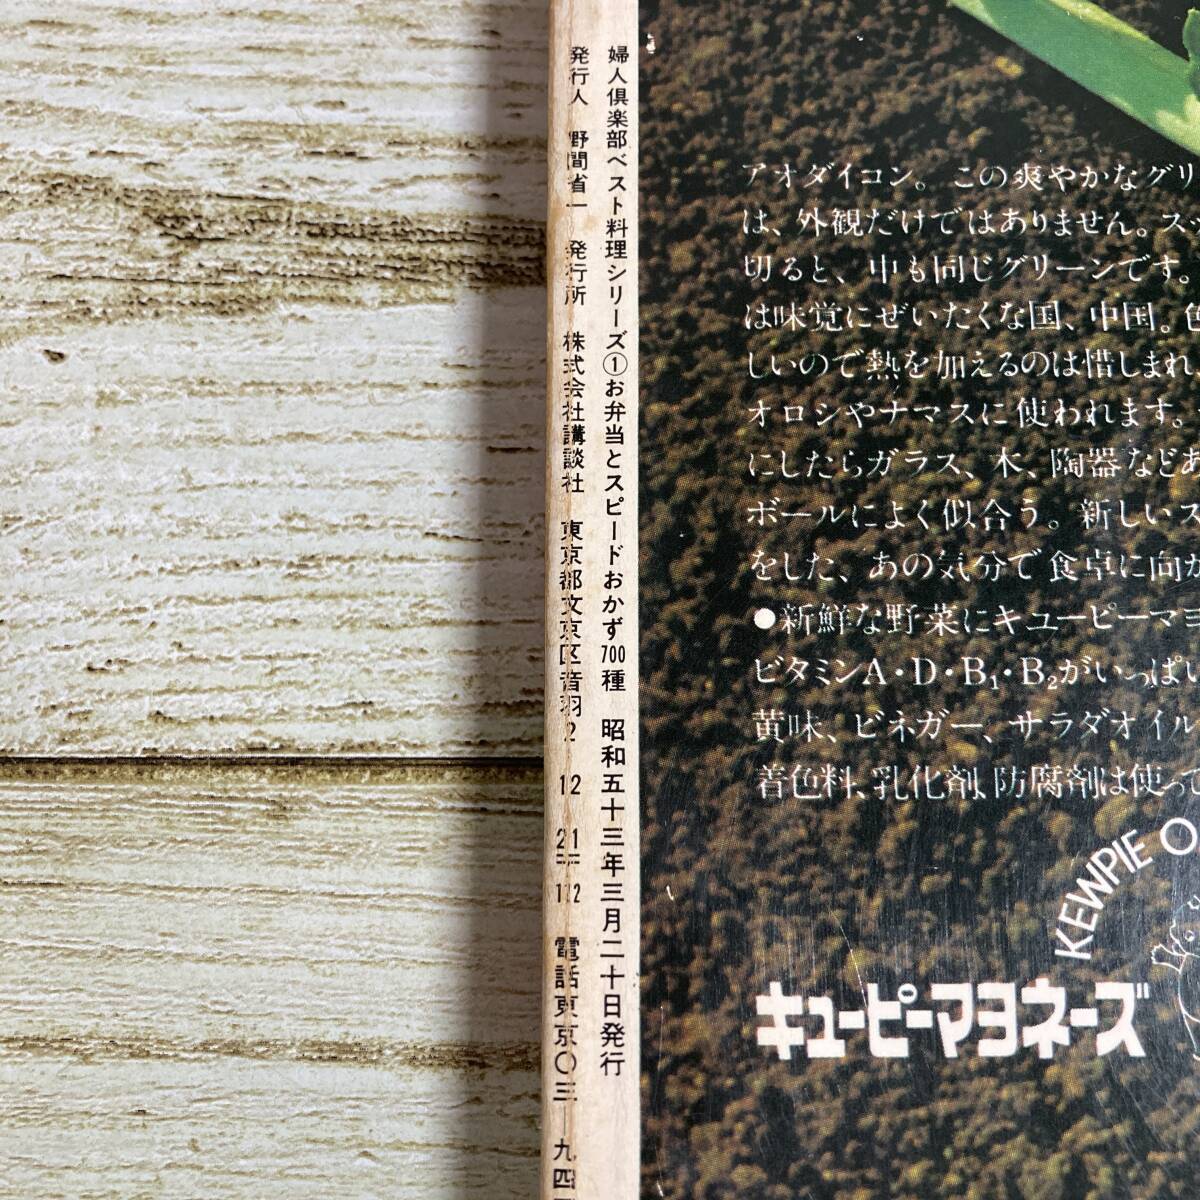 婦人倶楽部ベスト料理シリーズ①お弁当とスピードおかず700種 昭和五十三年三月二十日発行
発行人 野間省一 発行所 株式会社講談社 東京都文京区音羽2 12 21 〒112 電話東京〇三―九四
アオダイコン。この爽やかなグリ
は、外観だけではありません。ス
切ると、中も同じグリーンです。
は味覚にぜいたくな国、中国。色
しいので熱を加えるのは惜しまれ、
オロシやナマスに使われます。
にしたらガラス、木、陶器などあ
ボールによく似合う。新しいス
をした、あの気分で食卓に向か
●新鮮な野菜にキユーピーマヨ
ビタミンA・D・B₁・B₂がいっぱい
黄味、ビネガー、サラダオイル
着色料、乳化剤、防腐剤は使って
KEWPIE
キユーピーマヨネーズ